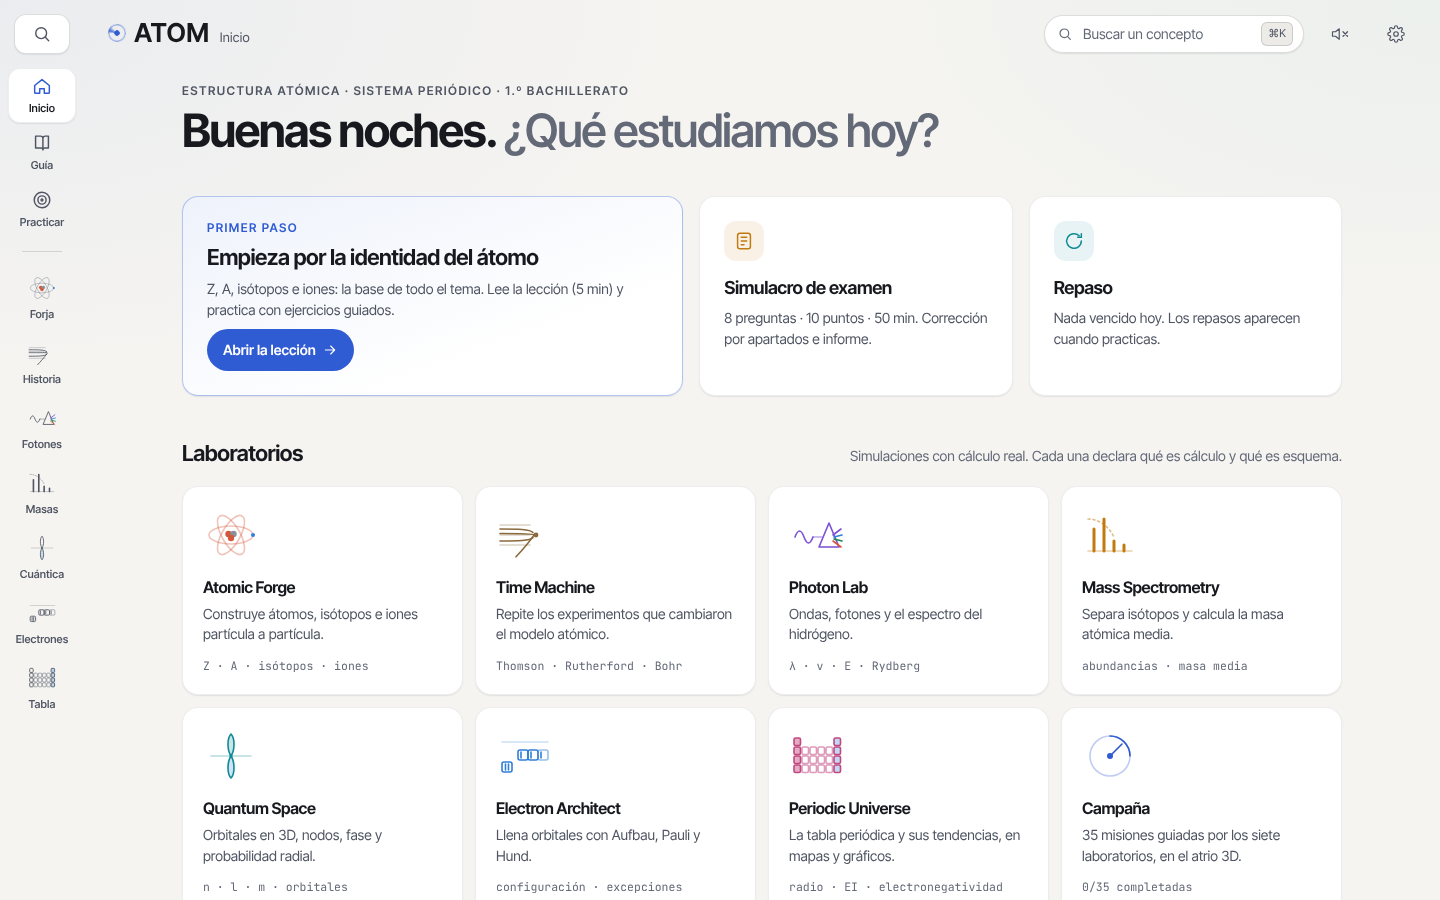 ATOM Inicio
Buscar un concepto ⌘K
Inicio
Guía
Practicar
Forja
Historia
Fotones
Masas
Cuántica
Electrones
Tabla
ESTRUCTURA ATÓMICA · SISTEMA PERIÓDICO · 1.º BACHILLERATO
Buenas noches. ¿Qué estudiamos hoy?
PRIMER PASO
Empieza por la identidad del átomo
Z, A, isótopos e iones: la base de todo el tema. Lee la lección (5 min) y
practica con ejercicios guiados.
Abrir la lección →
Simulacro de examen
8 preguntas · 10 puntos · 50 min. Corrección
por apartados e informe.
Repaso
Nada vencido hoy. Los repasos aparecen
cuando practicas.
Laboratorios
Simulaciones con cálculo real. Cada una declara qué es cálculo y qué es esquema.
Atomic Forge
Construye átomos, isótopos e iones
partícula a partícula.
Z · A · isótopos · iones
Time Machine
Repite los experimentos que cambiaron
el modelo atómico.
Thomson · Rutherford · Bohr
Photon Lab
Ondas, fotones y el espectro del
hidrógeno.
λ · ν · E · Rydberg
Mass Spectrometry
Separa isótopos y calcula la masa
atómica media.
abundancias · masa media
Quantum Space
Orbitales en 3D, nodos, fase y
probabilidad radial.
n · l · m · orbitales
Electron Architect
Llena orbitales con Aufbau, Pauli y
Hund.
configuración · excepciones
Periodic Universe
La tabla periódica y sus tendencias, en
mapas y gráficos.
radio · EI · electronegatividad
Campaña
35 misiones guiadas por los siete
laboratorios, en el atrio 3D.
0/35 completadas